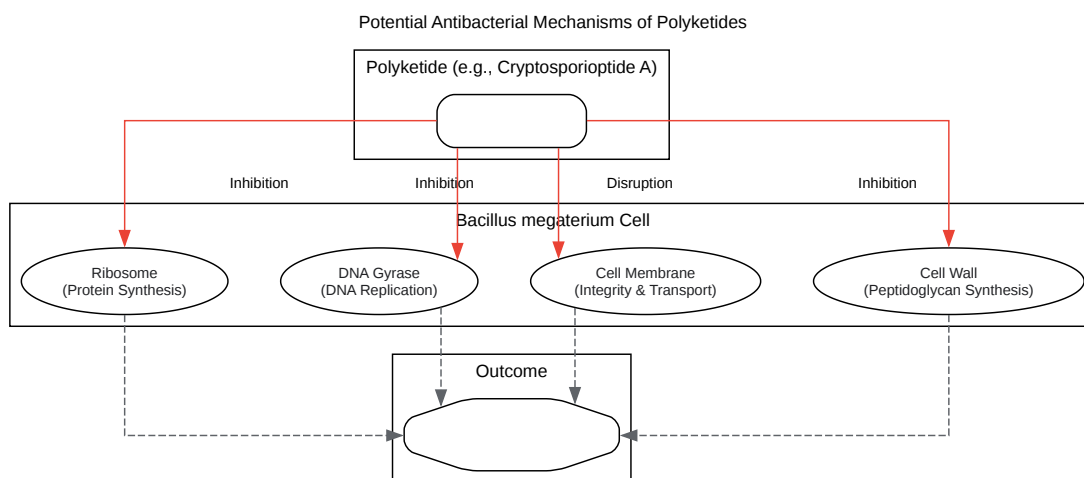 Potential Antibacterial Mechanisms of Polyketides
Polyketide (e.g., Cryptosporioptide A)
Inhibition
Inhibition
Disruption
Inhibition
Bacillus megaterium Cell
Ribosome
(Protein Synthesis)
DNA Gyrase
(DNA Replication)
Cell Membrane
(Integrity & Transport)
Cell Wall
(Peptidoglycan Synthesis)
Outcome